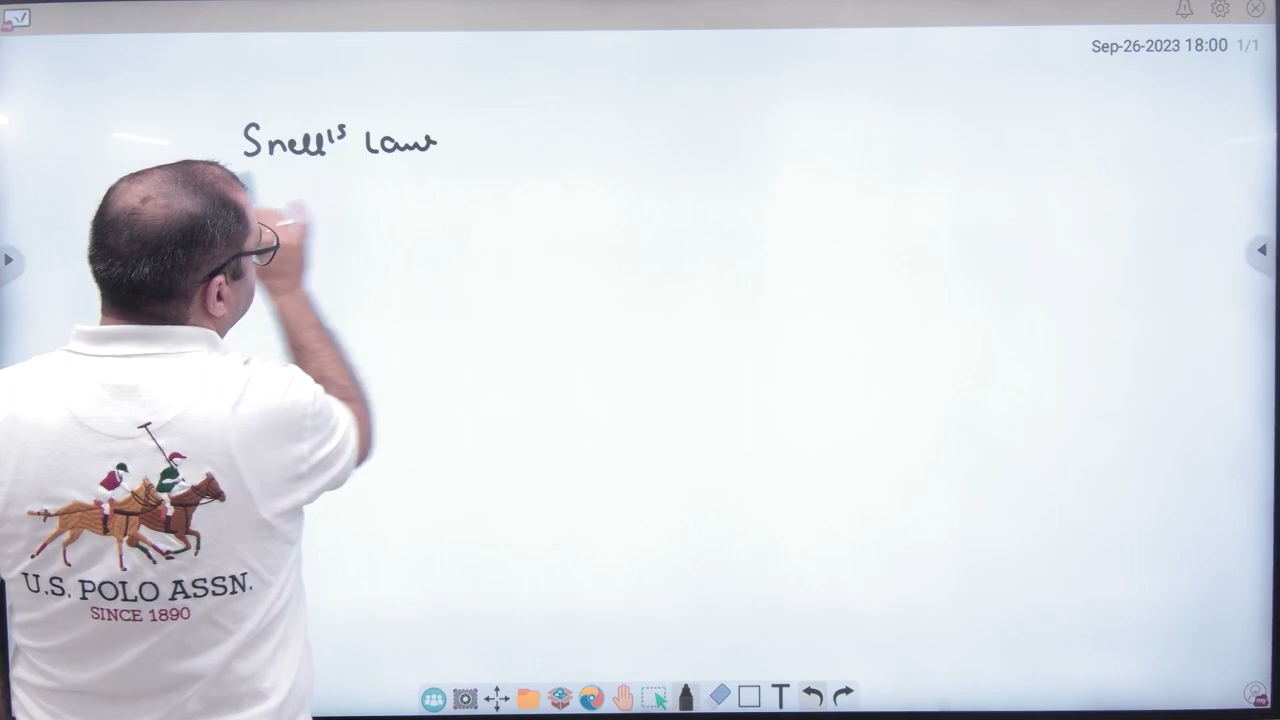 Sep-26-2023 18:00 1/1
Snell's Law
U.S. POLO ASSN.
SINCE 1890